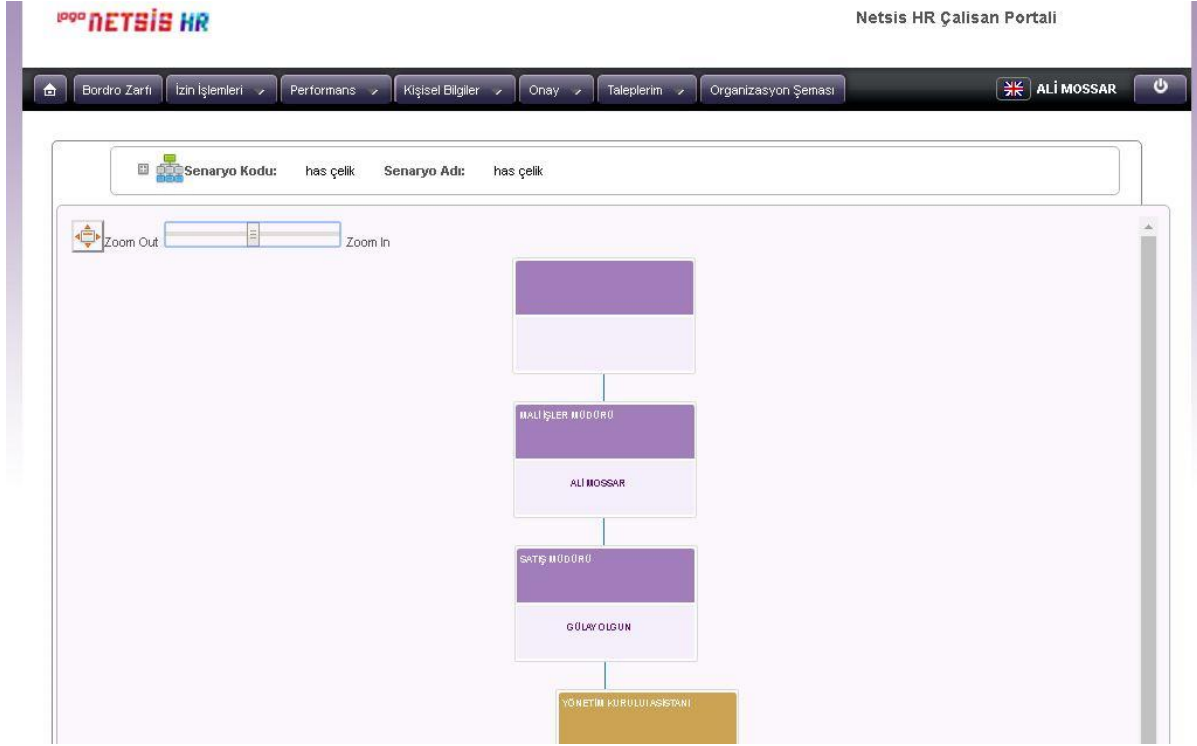 LOGO NETSİS HR
Netsis HR Çalisan Portali
Bordro Zarfı İzin İşlemleri Performans Kişisel Bilgiler Onay Taleplerim Organizasyon Şeması ALİ MOSSAR
Senaryo Kodu: has çelik Senaryo Adı: has çelik
Zoom Out Zoom In
MALİ İŞLER MÜDÜRÜ
ALİ MOSSAR
SATIŞ MÜDÜRÜ
GÜLAY OLGUN
YÖNETİM KURULUI ASİSTANI